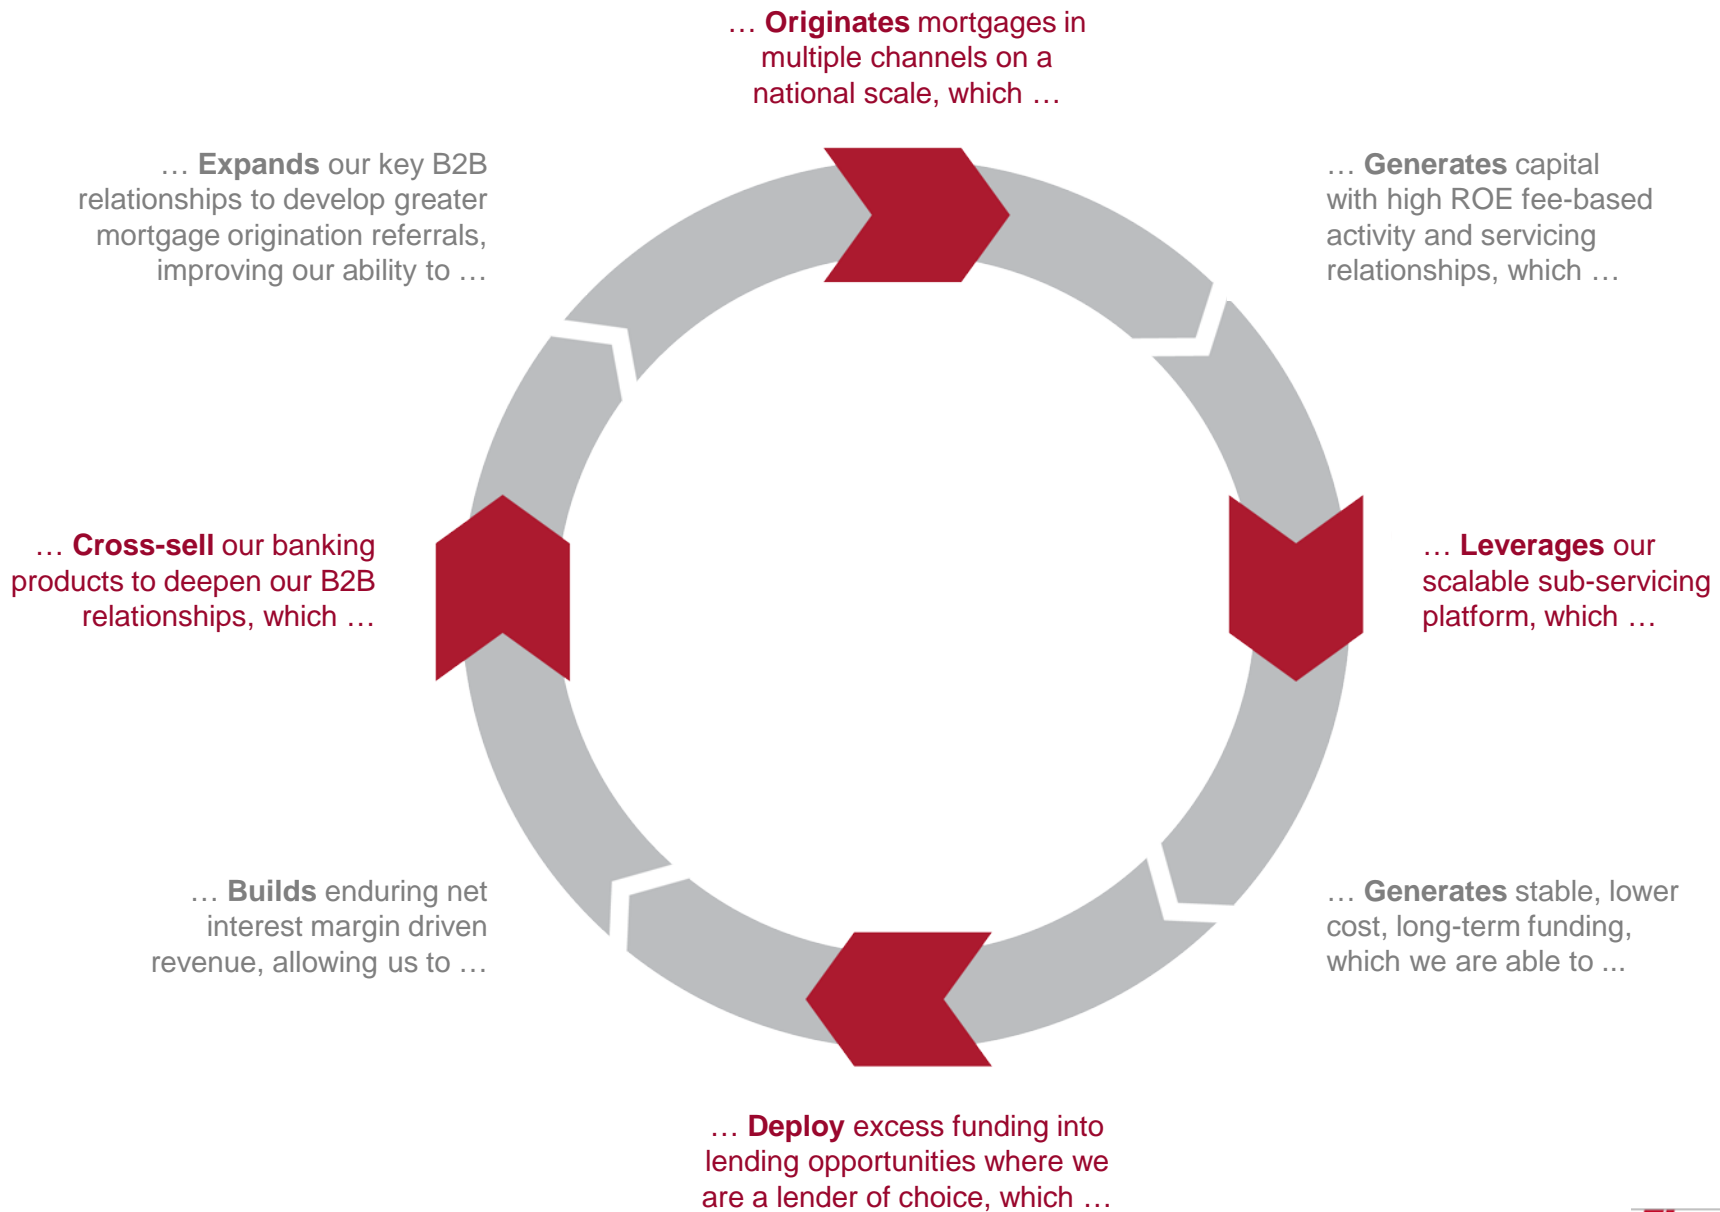 … Originates mortgages in
multiple channels on a
national scale, which …
… Generates capital
with high ROE fee-based
activity and servicing
relationships, which …
… Leverages our
scalable sub-servicing
platform, which …
… Generates stable, lower
cost, long-term funding,
which we are able to ...
… Deploy excess funding into
lending opportunities where we
are a lender of choice, which …
… Builds enduring net
interest margin driven
revenue, allowing us to …
… Cross-sell our banking
products to deepen our B2B
relationships, which …
… Expands our key B2B
relationships to develop greater
mortgage origination referrals,
improving our ability to …